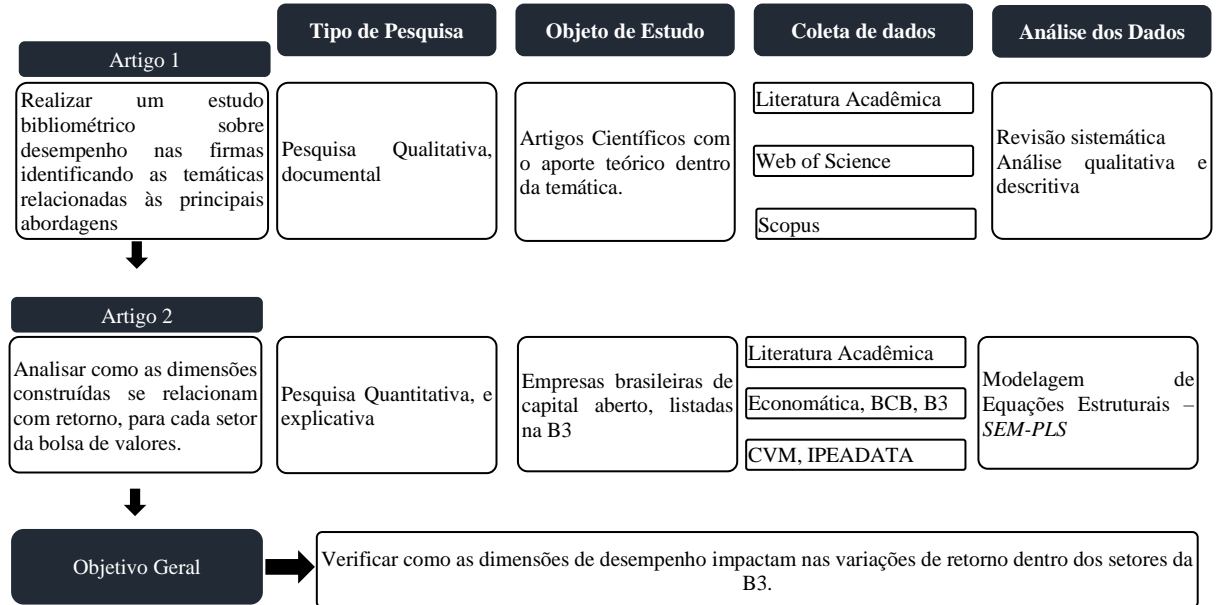 Tipo de Pesquisa
Objeto de Estudo
Coleta de dados
Análise dos Dados
Artigo 1
Realizar um estudo
bibliométrico sobre
desempenho nas firmas
identificando as temáticas
relacionadas às principais
abordagens
Pesquisa Qualitativa,
documental
Artigos Científicos com
o aporte teórico dentro
da temática.
Literatura Acadêmica
Web of Science
Scopus
Revisão sistemática
Análise qualitativa e
descritiva
Artigo 2
Analisar como as dimensões
construídas se relacionam
com retorno, para cada setor
da bolsa de valores.
Pesquisa Quantitativa, e
explicativa
Empresas brasileiras de
capital aberto, listadas
na B3
Literatura Acadêmica
Economática, BCB, B3
CVM, IPEADATA
Modelagem de
Equações Estruturais –
SEM-PLS
Objetivo Geral
Verificar como as dimensões de desempenho impactam nas variações de retorno dentro dos setores da
B3.